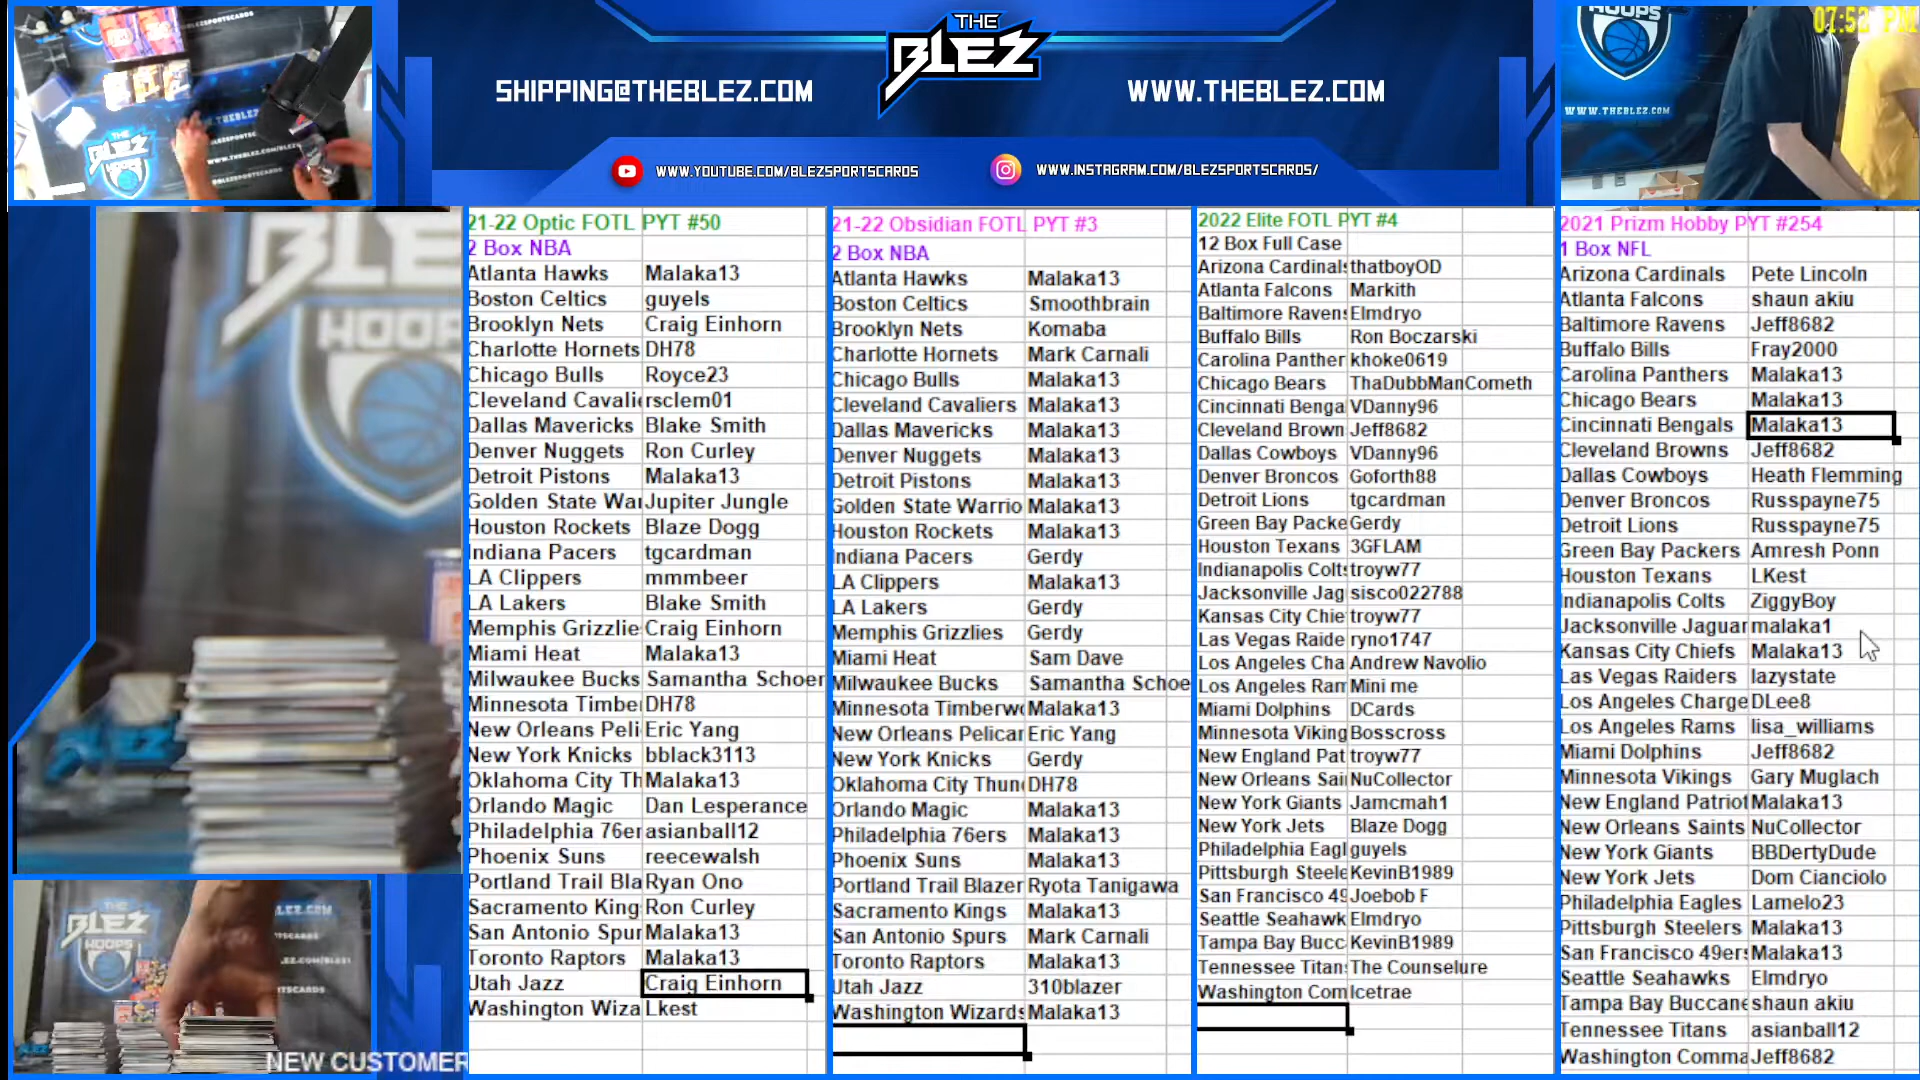 THE
BLEZ
SHIPPING@THEBLEZ.COM
WWW.THEBLEZ.COM
WWW.YOUTUBE.COM/BLEZSPORTSCARDS
WWW.INSTAGRAM.COM/BLEZSPORTSCARDS/
HOOPS
WWW.THEBLEZ.COM
21-22 Optic FOTL PYT #50
2 Box NBA
Atlanta Hawks Malaka13
Boston Celtics guyels
Brooklyn Nets Craig Einhorn
Charlotte Hornets DH78
Chicago Bulls Royce23
Cleveland Cavalie rsclem01
Dallas Mavericks Blake Smith
Denver Nuggets Ron Curley
Detroit Pistons Malaka13
Golden State War Jupiter Jungle
Houston Rockets Blaze Dogg
Indiana Pacers tgcardman
LA Clippers mmmbeer
LA Lakers Blake Smith
Memphis Grizzlie Craig Einhorn
Miami Heat Malaka13
Milwaukee Bucks Samantha Schoer
Minnesota Timbe DH78
New Orleans Peli Eric Yang
New York Knicks bblack3113
Oklahoma City Th Malaka13
Orlando Magic Dan Lesperance
Philadelphia 76er asianball12
Phoenix Suns reecewalsh
Portland Trail Bla Ryan Ono
Sacramento King Ron Curley
San Antonio Spur Malaka13
Toronto Raptors Malaka13
Utah Jazz Craig Einhorn
Washington Wiza Lkest
21-22 Obsidian FOTL PYT #3
2 Box NBA
Atlanta Hawks Malaka13
Boston Celtics Smoothbrain
Brooklyn Nets Komaba
Charlotte Hornets Mark Carnali
Chicago Bulls Malaka13
Cleveland Cavaliers Malaka13
Dallas Mavericks Malaka13
Denver Nuggets Malaka13
Detroit Pistons Malaka13
Golden State Warrio Malaka13
Houston Rockets Malaka13
Indiana Pacers Gerdy
LA Clippers Malaka13
LA Lakers Gerdy
Memphis Grizzlies Gerdy
Miami Heat Sam Dave
Milwaukee Bucks Samantha Schoe
Minnesota Timberwo Malaka13
New Orleans Pelican Eric Yang
New York Knicks Gerdy
Oklahoma City Thun DH78
Orlando Magic Malaka13
Philadelphia 76ers Malaka13
Phoenix Suns Malaka13
Portland Trail Blazer Ryota Tanigawa
Sacramento Kings Malaka13
San Antonio Spurs Mark Carnali
Toronto Raptors Malaka13
Utah Jazz 310blazer
Washington Wizards Malaka13
2022 Elite FOTL PYT #4
12 Box Full Case
Arizona Cardinals thatboyOD
Atlanta Falcons Markith
Baltimore Ravens Elmdryo
Buffalo Bills Ron Boczarski
Carolina Panther khoke0619
Chicago Bears ThaDubbManCometh
Cincinnati Benga VDanny96
Cleveland Brown Jeff8682
Dallas Cowboys VDanny96
Denver Broncos Goforth88
Detroit Lions tgcardman
Green Bay Packe Gerdy
Houston Texans 3GFLAM
Indianapolis Colts troyw77
Jacksonville Jag sisco022788
Kansas City Chie troyw77
Las Vegas Raide ryno1747
Los Angeles Cha Andrew Navolio
Los Angeles Ram Mini me
Miami Dolphins DCards
Minnesota Viking Bosscross
New England Pat troyw77
New Orleans Sai NuCollector
New York Giants Jamcmah1
New York Jets Blaze Dogg
Philadelphia Eagl guyels
Pittsburgh Steele KevinB1989
San Francisco 49 Joebob F
Seattle Seahawk Elmdryo
Tampa Bay Bucc KevinB1989
Tennessee Titan The Counselure
Washington Com Icetrae
2021 Prizm Hobby PYT #254
1 Box NFL
Arizona Cardinals Pete Lincoln
Atlanta Falcons shaun akiu
Baltimore Ravens Jeff8682
Buffalo Bills Fray2000
Carolina Panthers Malaka13
Chicago Bears Malaka13
Cincinnati Bengals Malaka13
Cleveland Browns Jeff8682
Dallas Cowboys Heath Flemming
Denver Broncos Russpayne75
Detroit Lions Russpayne75
Green Bay Packers Amresh Ponn
Houston Texans LKest
Indianapolis Colts ZiggyBoy
Jacksonville Jaguar malaka1
Kansas City Chiefs Malaka13
Las Vegas Raiders lazystate
Los Angeles Charge DLee8
Los Angeles Rams lisa_williams
Miami Dolphins Jeff8682
Minnesota Vikings Gary Muglach
New England Patriot Malaka13
New Orleans Saints NuCollector
New York Giants BBDertyDude
New York Jets Dom Cianciolo
Philadelphia Eagles Lamelo23
Pittsburgh Steelers Malaka13
San Francisco 49ers Malaka13
Seattle Seahawks Elmdryo
Tampa Bay Buccane shaun akiu
Tennessee Titans asianball12
Washington Comma Jeff8682
HOOPS
THE
BLEZ
HOOPS
NEW CUSTOMER